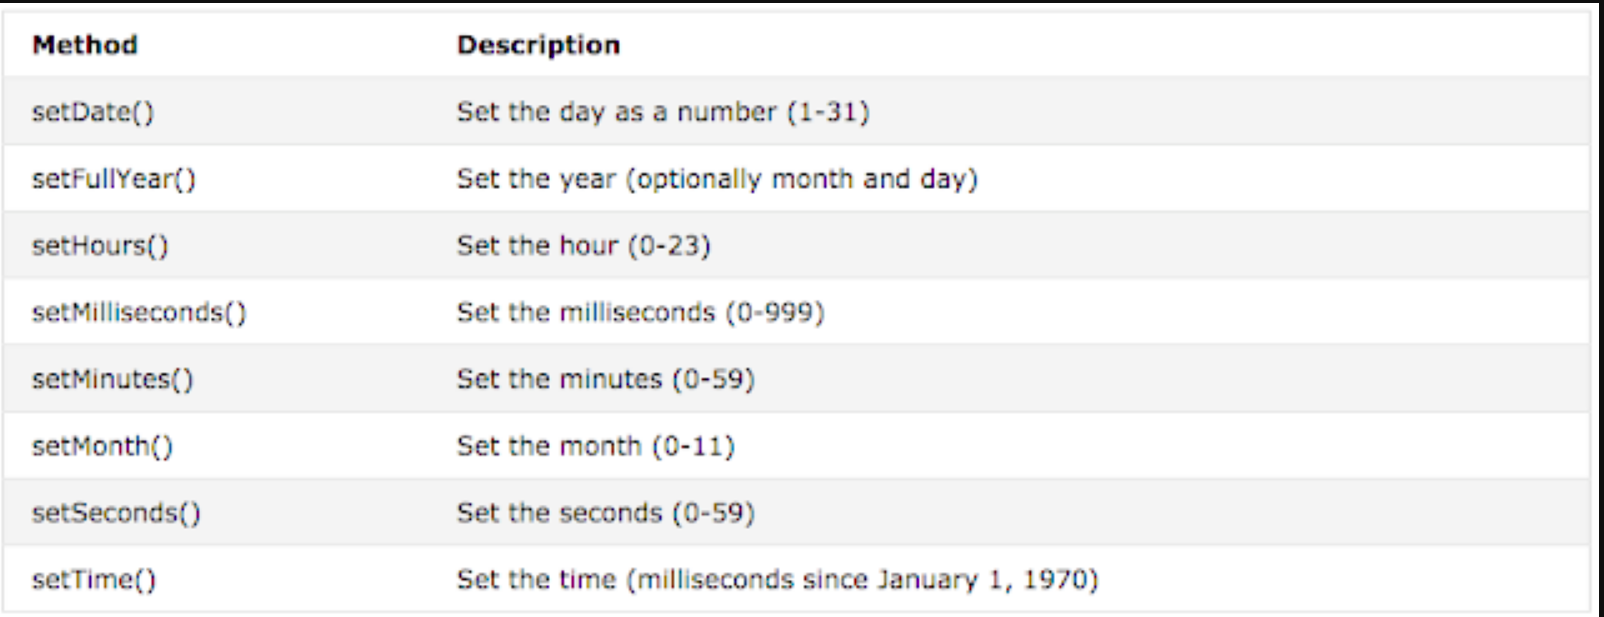 Method Description
setDate() Set the day as a number (1-31)
setFullYear() Set the year (optionally month and day)
setHours() Set the hour (0-23)
setMilliseconds() Set the milliseconds (0-999)
setMinutes() Set the minutes (0-59)
setMonth() Set the month (0-11)
setSeconds() Set the seconds (0-59)
setTime() Set the time (milliseconds since January 1, 1970)